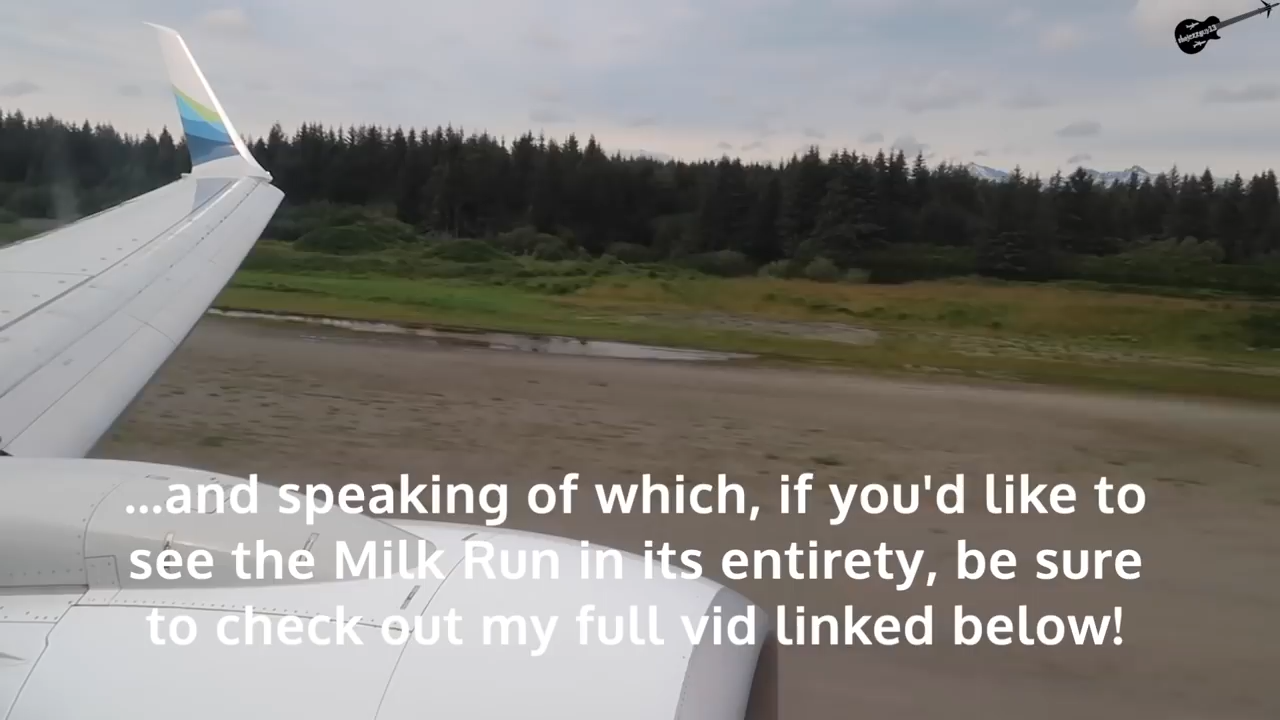 ...and speaking of which, if you'd like to
see the Milk Run in its entirety, be sure
to check out my full vid linked below!